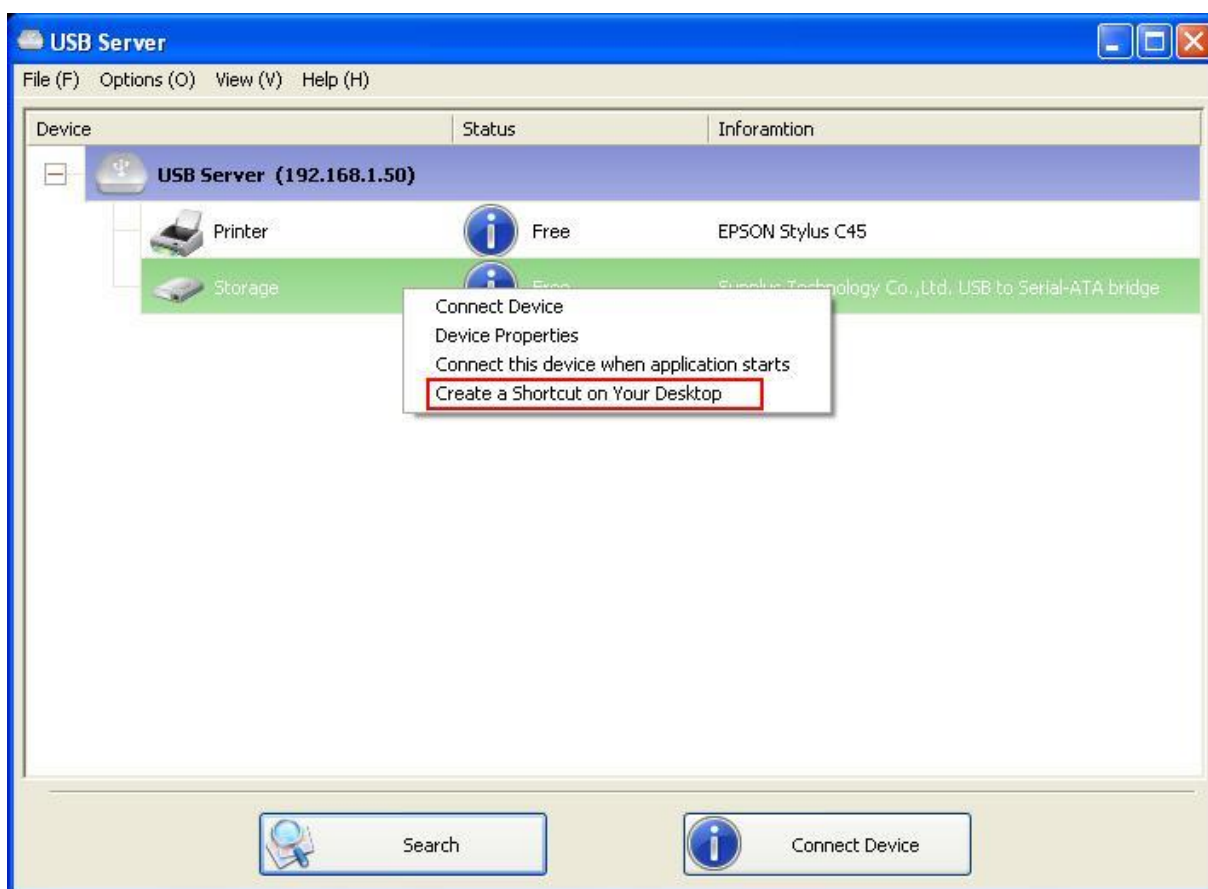 USB Server
File (F) Options (O) View (V) Help (H)
Device Status Inforamtion
USB Server (192.168.1.50)
Printer Free EPSON Stylus C45
Storage Free Technology Co.,Ltd. USB to Serial-ATA bridge
Connect Device
Device Properties
Connect this device when application starts
Create a Shortcut on Your Desktop
Search Connect Device